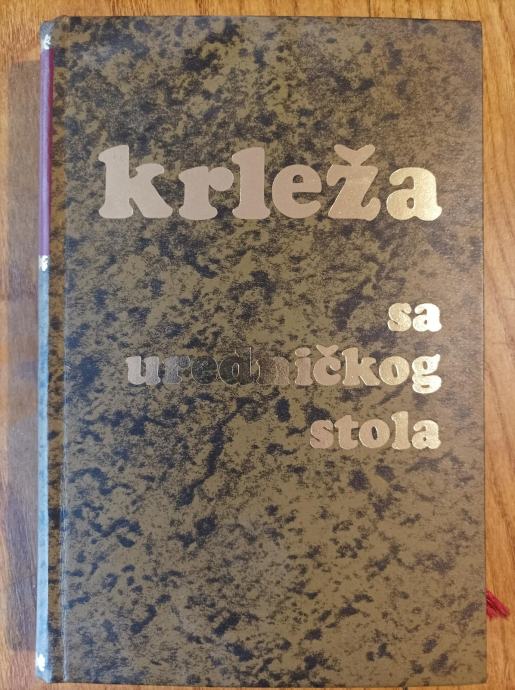 krleža
sa
uredničkog
stola